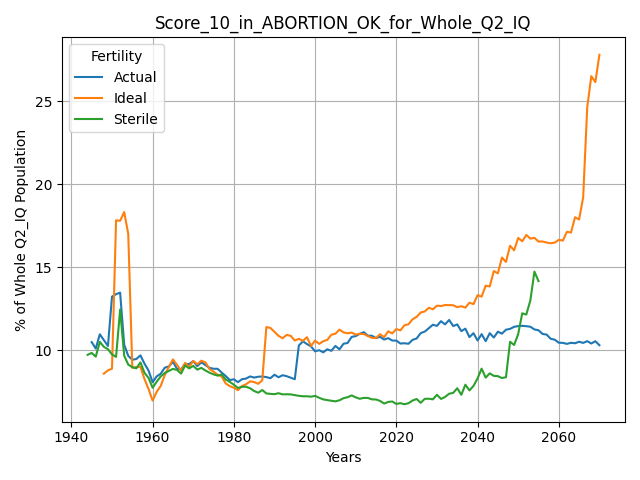 Score_10_in_ABORTION_OK_for_Whole_Q2_IQ
Fertility
Actual
Ideal
Sterile
% of Whole Q2_IQ Population
25
20
15
10
1940 1960 1980 2000 2020 2040 2060
Years